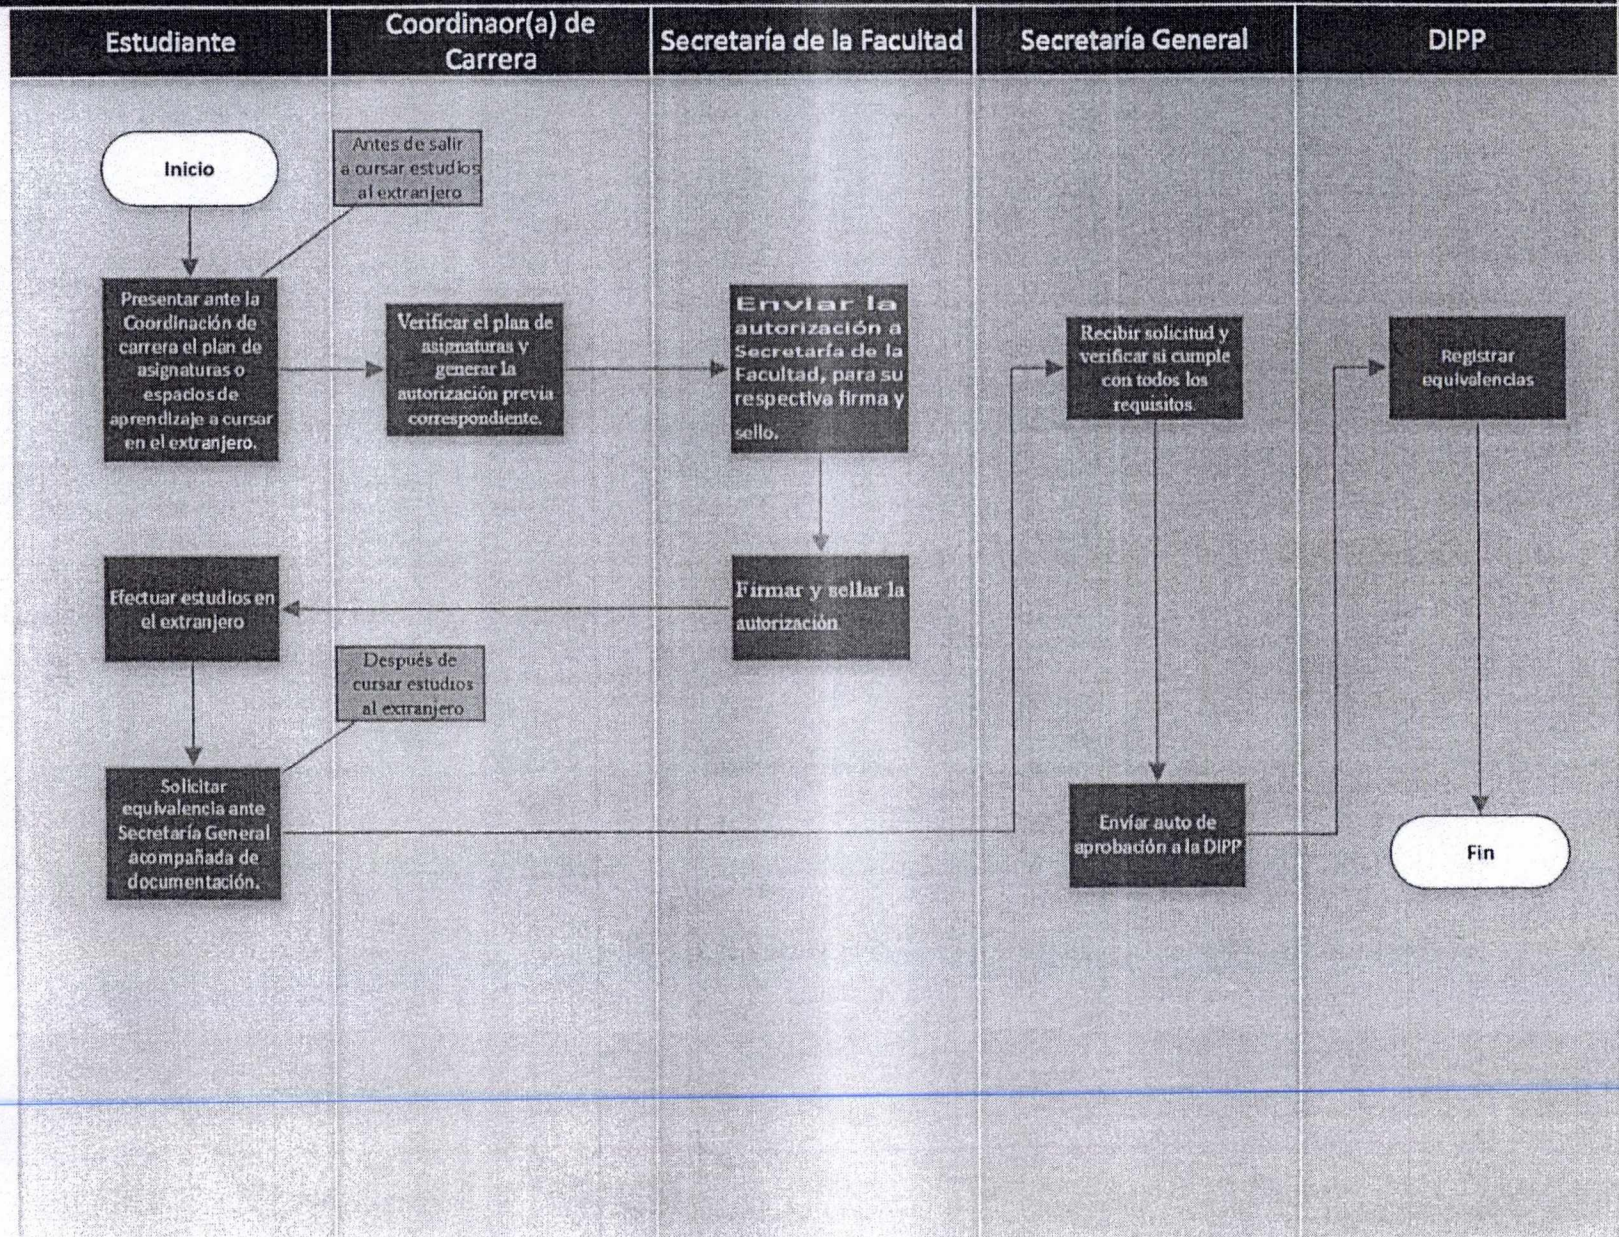 Estudiante
Coordinaor(a) de
Carrera
Secretaría de la Facultad
Secretaría General
DIPP
Inicio
Antes de salir
a cursar estudios
al extranjero
Presentar ante la
Coordinación de
carrera el plan de
asignaturas o
espacios de
aprendizaje a cursar
en el extranjero.
Verificar el plan de
asignaturas y
generar la
autorización previa
correspondiente.
Enviar la
autorización a
Secretaría de la
Facultad, para su
respectiva firma y
sello.
Recibir solicitud y
verificar si cumple
con todos los
requisitos.
Registrar
equivalencias
Efectuar estudios en
el extranjero
Firmar y sellar la
autorización
Después de
cursar estudios
al extranjero
Solicitar
equivalencia ante
Secretaría General
acompañada de
documentación.
Envíar auto de
aprobación a la DIPP
Fin